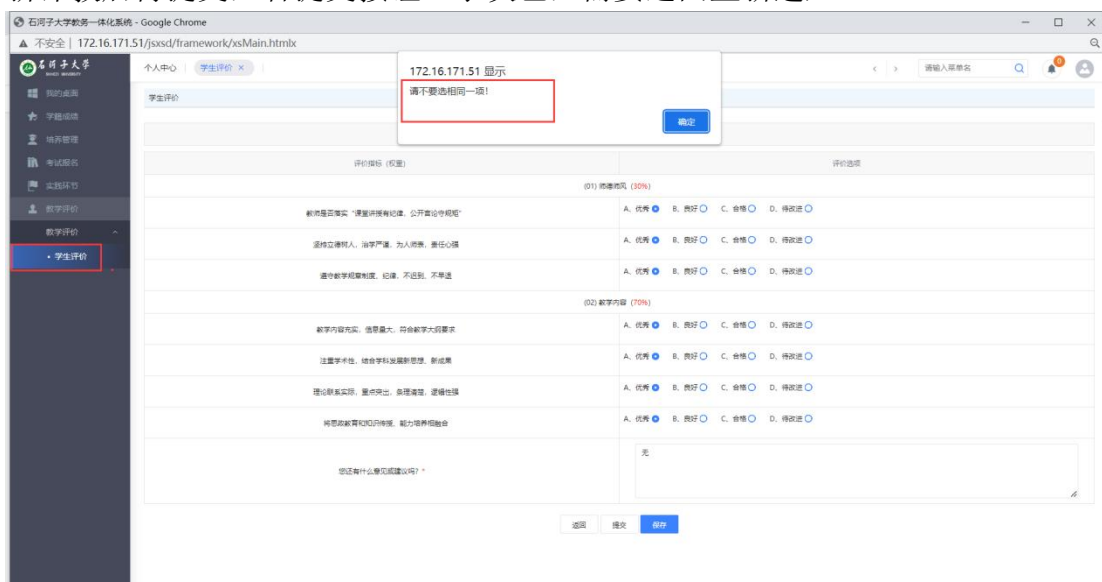 石河子大学教务一体化系统 - Google Chrome
不安全 | 172.16.171.51/jsxsd/framework/xsMain.htmlx
石河子大学
个人中心
学生评价 ×
172.16.171.51 显示
请不要选相同一项!
确定
请输入菜单名
0
我的桌面
学籍成绩
培养管理
考试报名
实践环节
教学评价
教学评价
• 学生评价
学生评价
评价指标 (权重) 评价选项
(01) 师德师风 (30%)
教师是否落实 "课堂讲授有纪律, 公开言论守规矩" A、优秀 B、良好 C、合格 D、待改进
坚持立德树人, 治学严谨, 为人师表, 责任心强 A、优秀 B、良好 C、合格 D、待改进
遵守教学规章制度、纪律, 不迟到、不早退 A、优秀 B、良好 C、合格 D、待改进
(02) 教学内容 (70%)
教学内容充实, 信息量大, 符合教学大纲要求 A、优秀 B、良好 C、合格 D、待改进
注重学术性, 结合学科发展新思想、新成果 A、优秀 B、良好 C、合格 D、待改进
理论联系实际, 重点突出, 条理清楚, 逻辑性强 A、优秀 B、良好 C、合格 D、待改进
将思政教育和知识传授、能力培养相融合 A、优秀 B、良好 C、合格 D、待改进
您还有什么意见或建议吗? *
无
返回 提交 保存